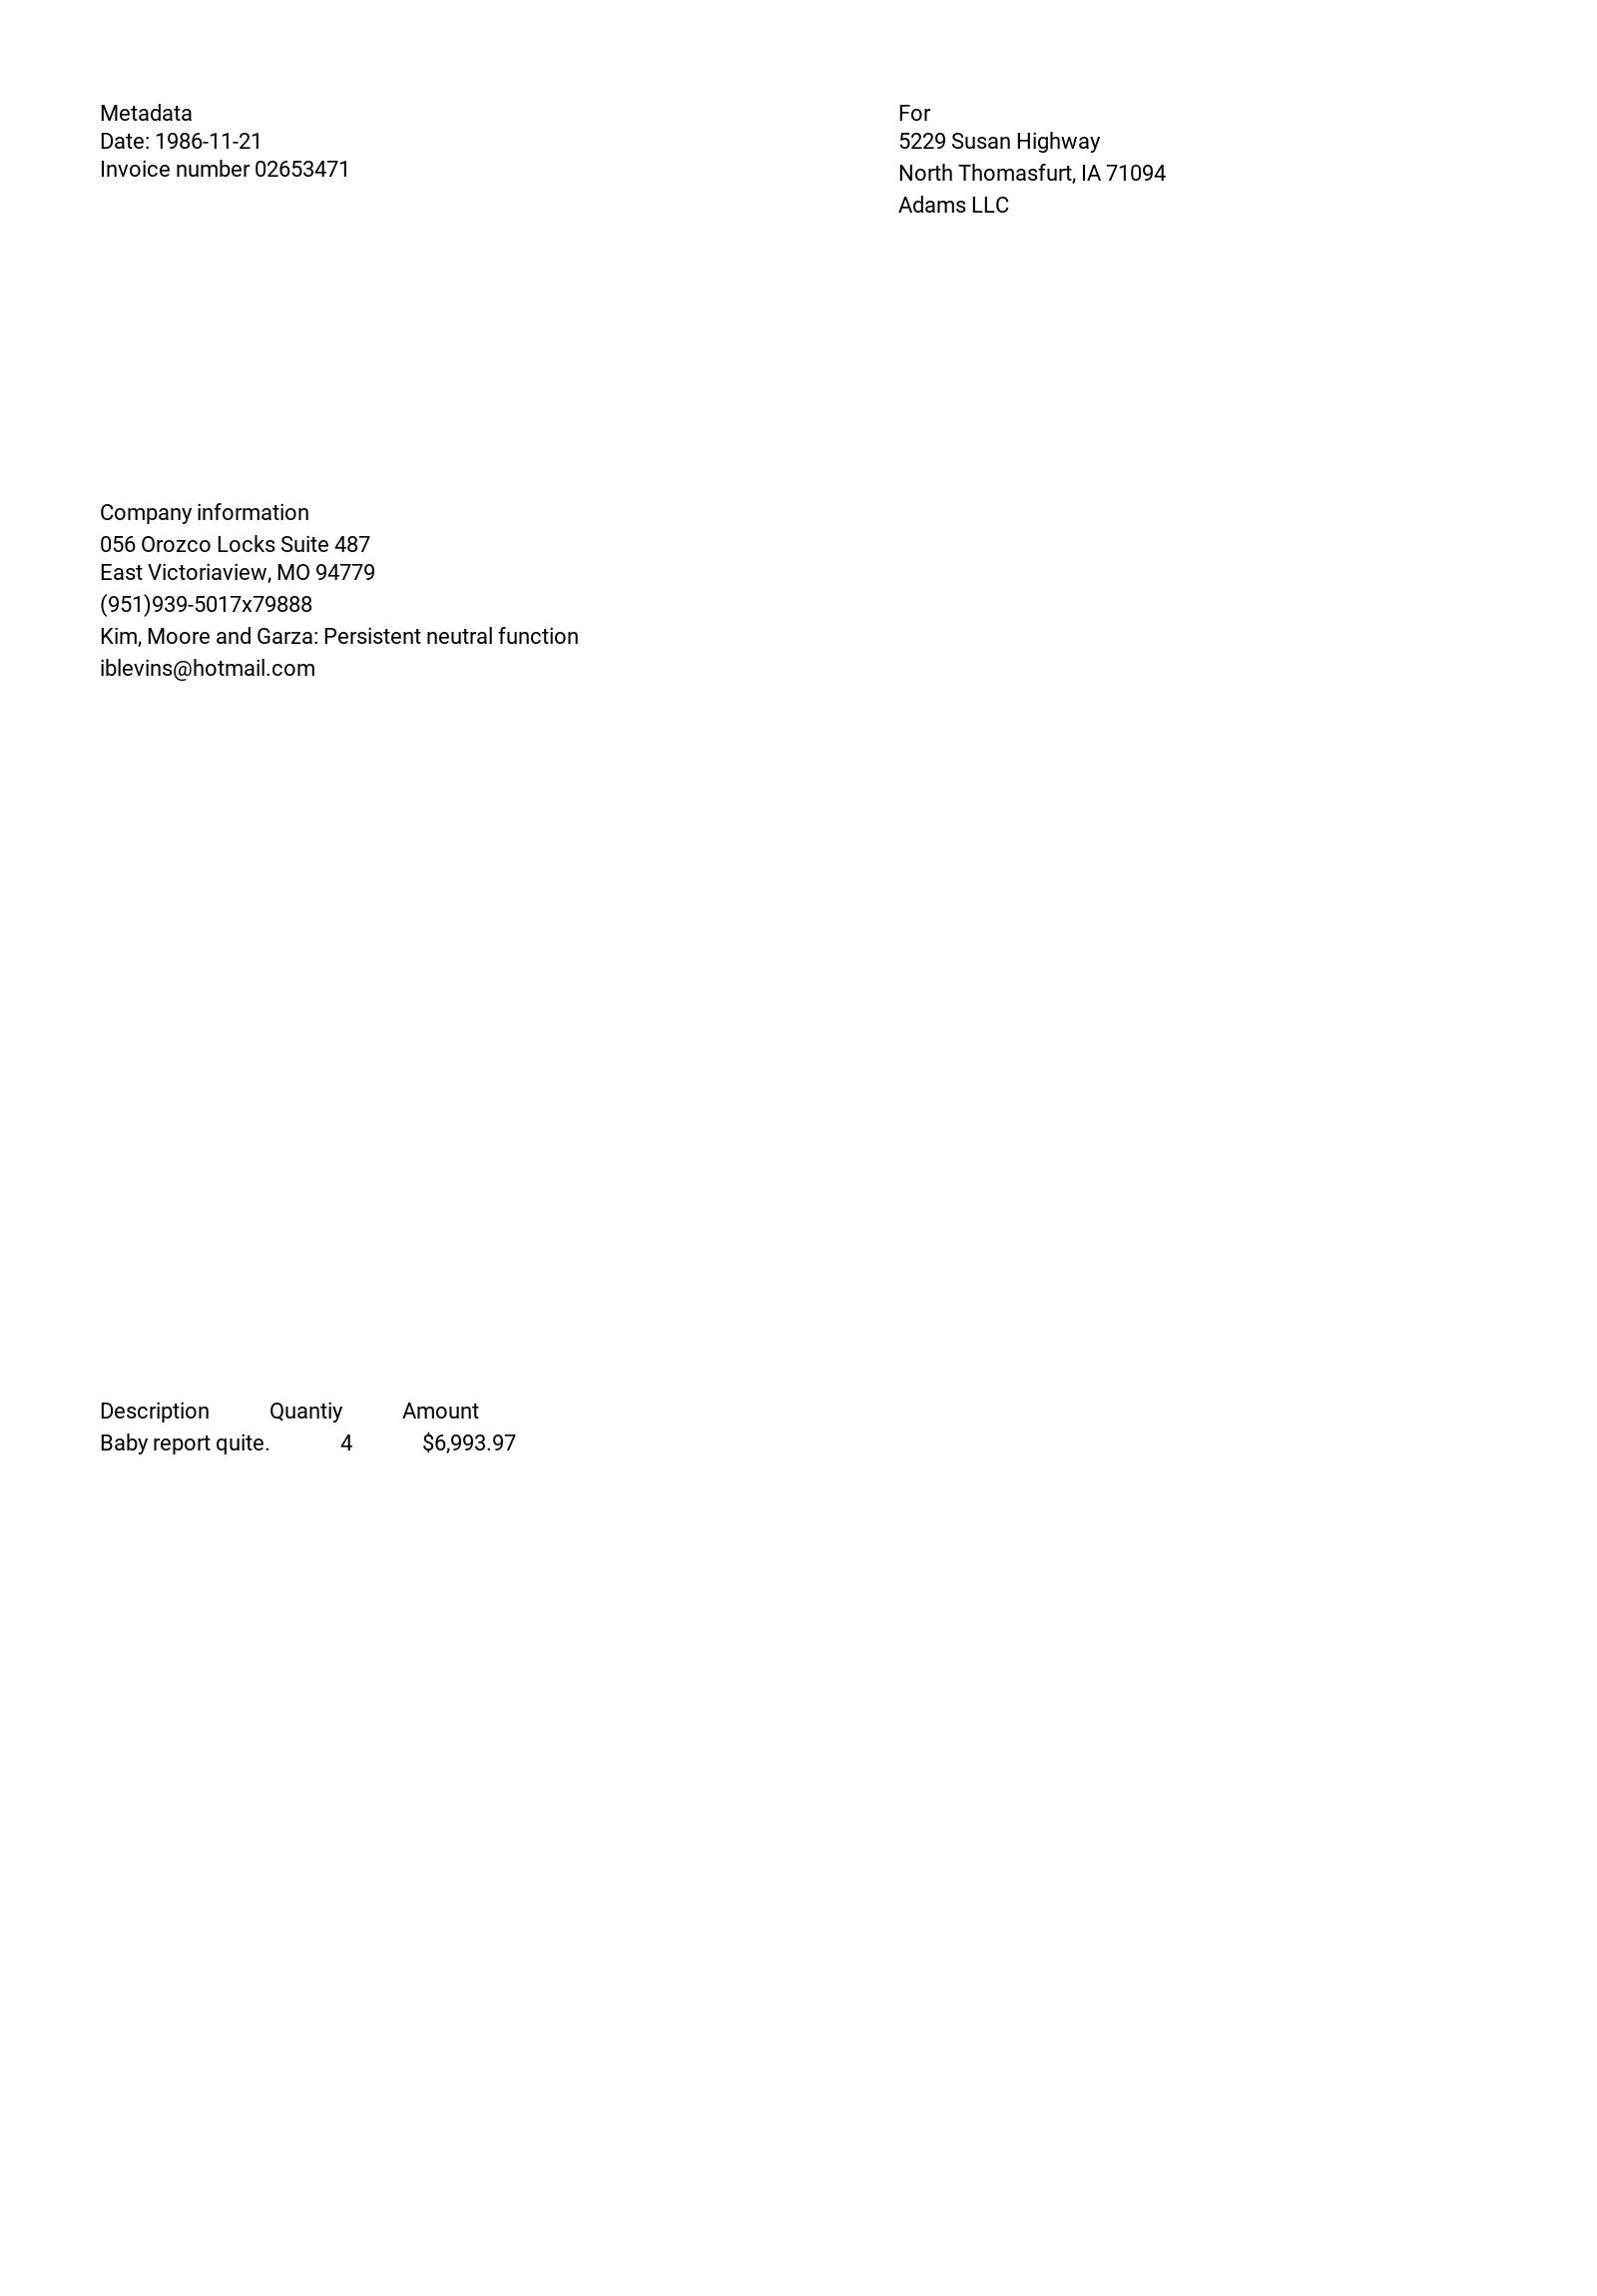 Metadata
Date: 1986-11-21
Invoice number 02653471
For
5229 Susan Highway
North Thomasfurt, IA 71094
Adams LLC
Company information
056 Orozco Locks Suite 487
East Victoriaview, MO 94779
(951)939-5017x79888
Kim, Moore and Garza: Persistent neutral function
iblevins@hotmail.com
Description Quantiy Amount
Baby report quite. 4 $6,993.97